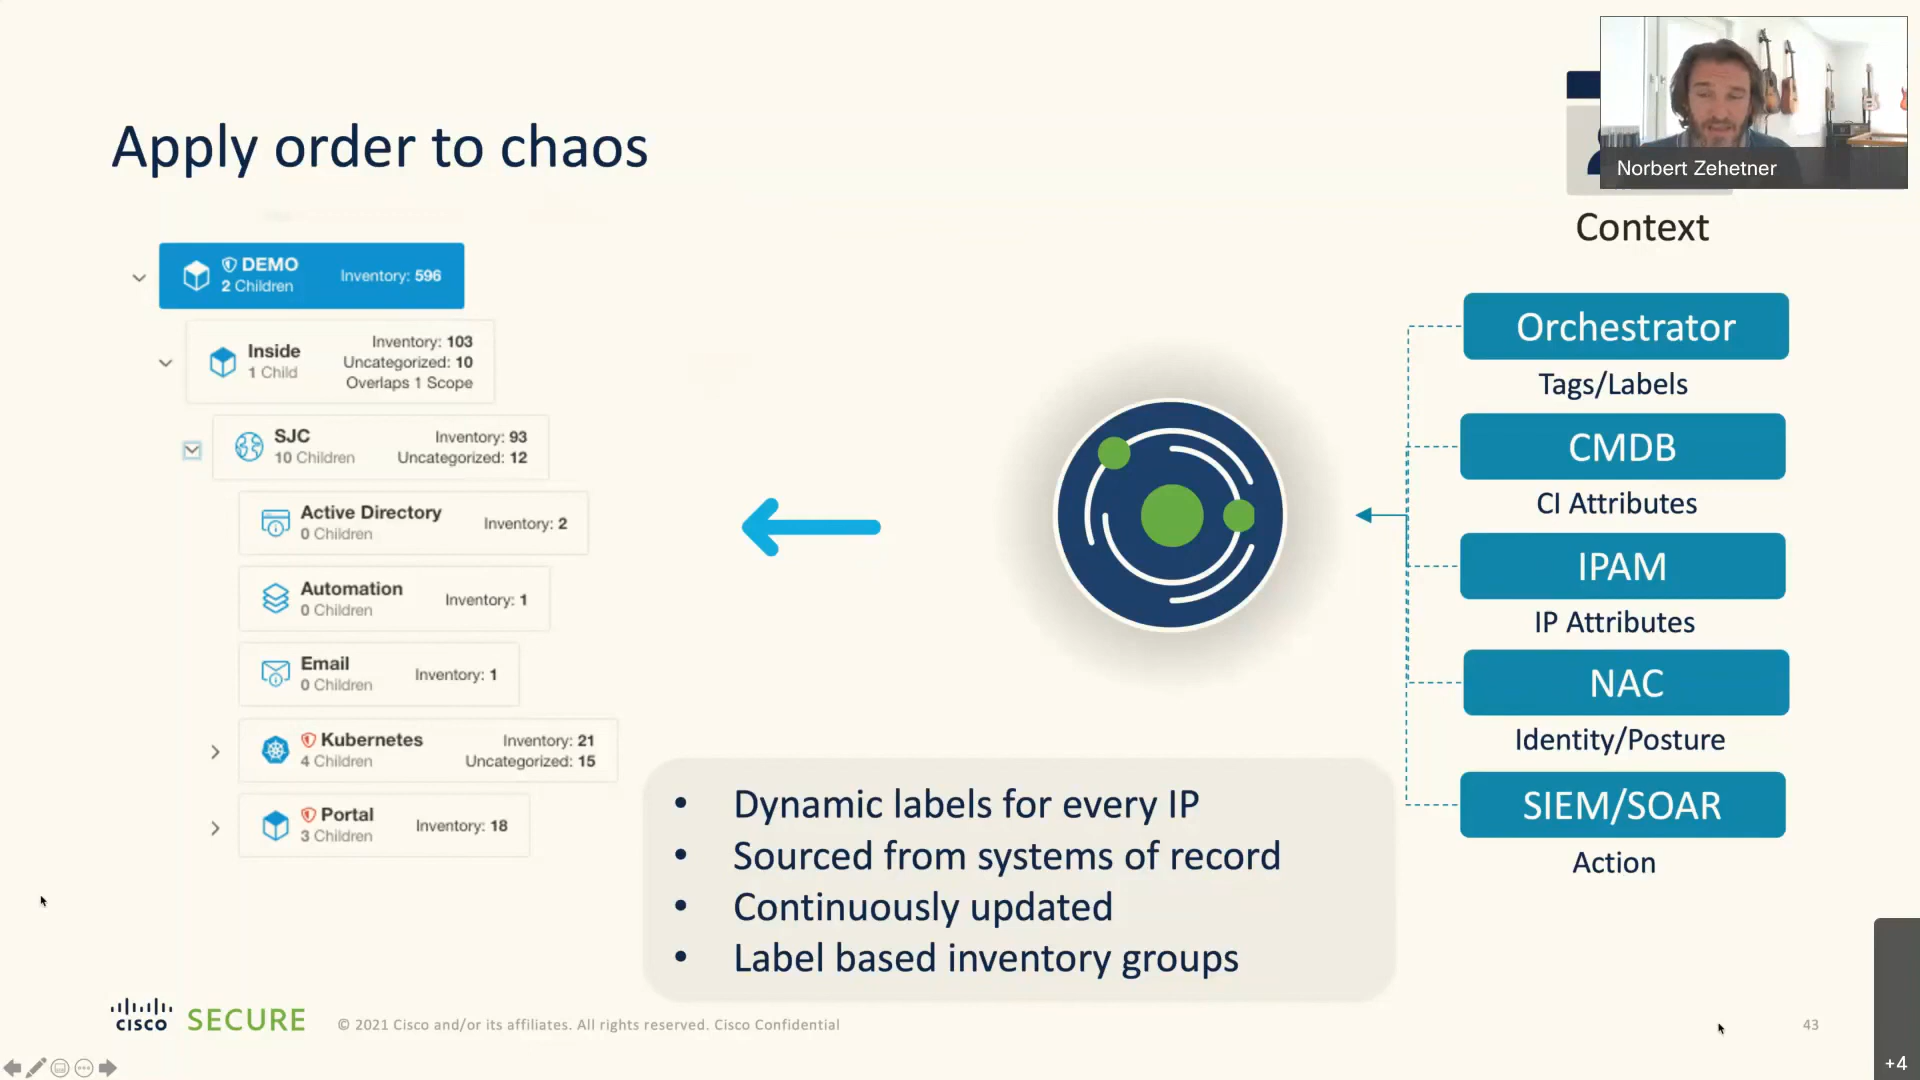 Apply order to chaos
Norbert Zehetner
Context
DEMO
2 Children
Inventory: 596
Inside
1 Child
Inventory: 103
Uncategorized: 10
Overlaps 1 Scope
SJC
10 Children
Inventory: 93
Uncategorized: 12
Active Directory
0 Children
Inventory: 2
Automation
0 Children
Inventory: 1
Email
0 Children
Inventory: 1
Kubernetes
4 Children
Inventory: 21
Uncategorized: 15
Portal
3 Children
Inventory: 18
Orchestrator
Tags/Labels
CMDB
CI Attributes
IPAM
IP Attributes
NAC
Identity/Posture
SIEM/SOAR
Action
• Dynamic labels for every IP
• Sourced from systems of record
• Continuously updated
• Label based inventory groups
CISCO SECURE
© 2021 Cisco and/or its affiliates. All rights reserved. Cisco Confidential
43
+4